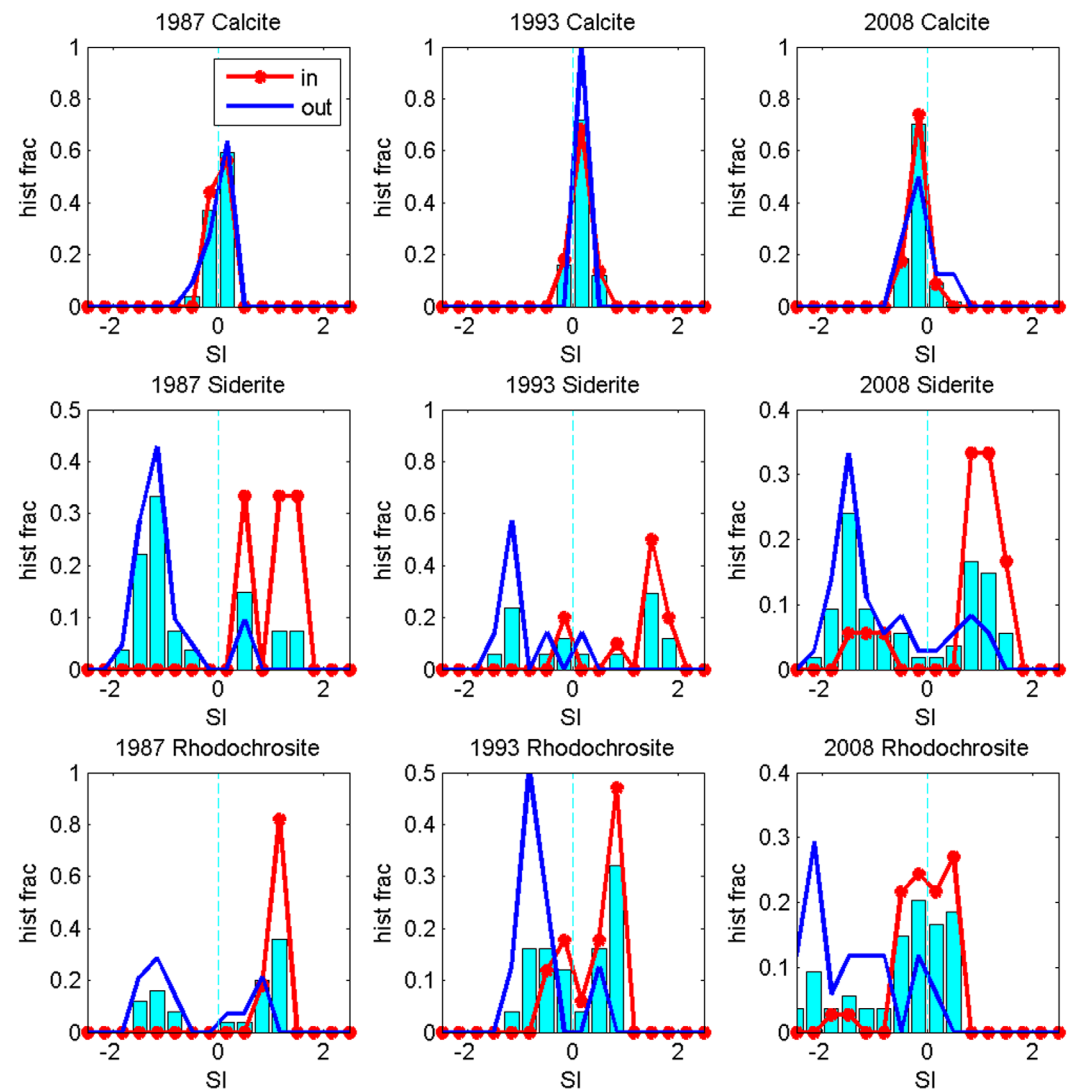 1987 Calcite
1993 Calcite
2008 Calcite
1
0.8
0.6
0.4
0.2
0
hist frac
in
out
-2
0
2
SI
1
0.8
0.6
0.4
0.2
0
hist frac
-2
0
2
SI
1
0.8
0.6
0.4
0.2
0
hist frac
-2
0
2
SI
1987 Siderite
1993 Siderite
2008 Siderite
0.5
0.4
0.3
0.2
0.1
0
hist frac
-2
0
2
SI
1
0.8
0.6
0.4
0.2
0
hist frac
-2
0
2
SI
0.4
0.3
0.2
0.1
0
hist frac
-2
0
2
SI
1987 Rhodochrosite
1993 Rhodochrosite
2008 Rhodochrosite
1
0.8
0.6
0.4
0.2
0
hist frac
-2
0
2
SI
0.5
0.4
0.3
0.2
0.1
0
hist frac
-2
0
2
SI
0.4
0.3
0.2
0.1
0
hist frac
-2
0
2
SI